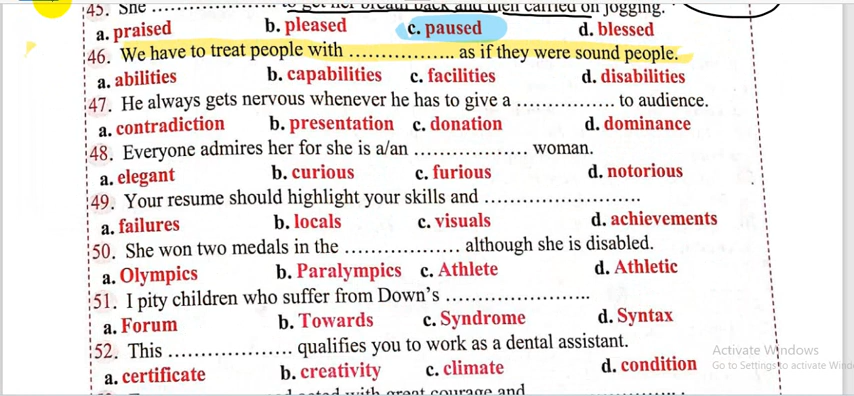 45. She .................. to get her breath back and then carried on jogging.
a. praised b. pleased c. paused d. blessed
46. We have to treat people with .................. as if they were sound people.
a. abilities b. capabilities c. facilities d. disabilities
47. He always gets nervous whenever he has to give a ................ to audience.
a. contradiction b. presentation c. donation d. dominance
48. Everyone admires her for she is a/an .................. woman.
a. elegant b. curious c. furious d. notorious
49. Your resume should highlight your skills and ..........................
a. failures b. locals c. visuals d. achievements
50. She won two medals in the .................. although she is disabled.
a. Olympics b. Paralympics c. Athlete d. Athletic
51. I pity children who suffer from Down's ........................
a. Forum b. Towards c. Syndrome d. Syntax
52. This .................... qualifies you to work as a dental assistant.
a. certificate b. creativity c. climate d. condition
Activate Windows
Go to Settings to activate Wind
with great courage and